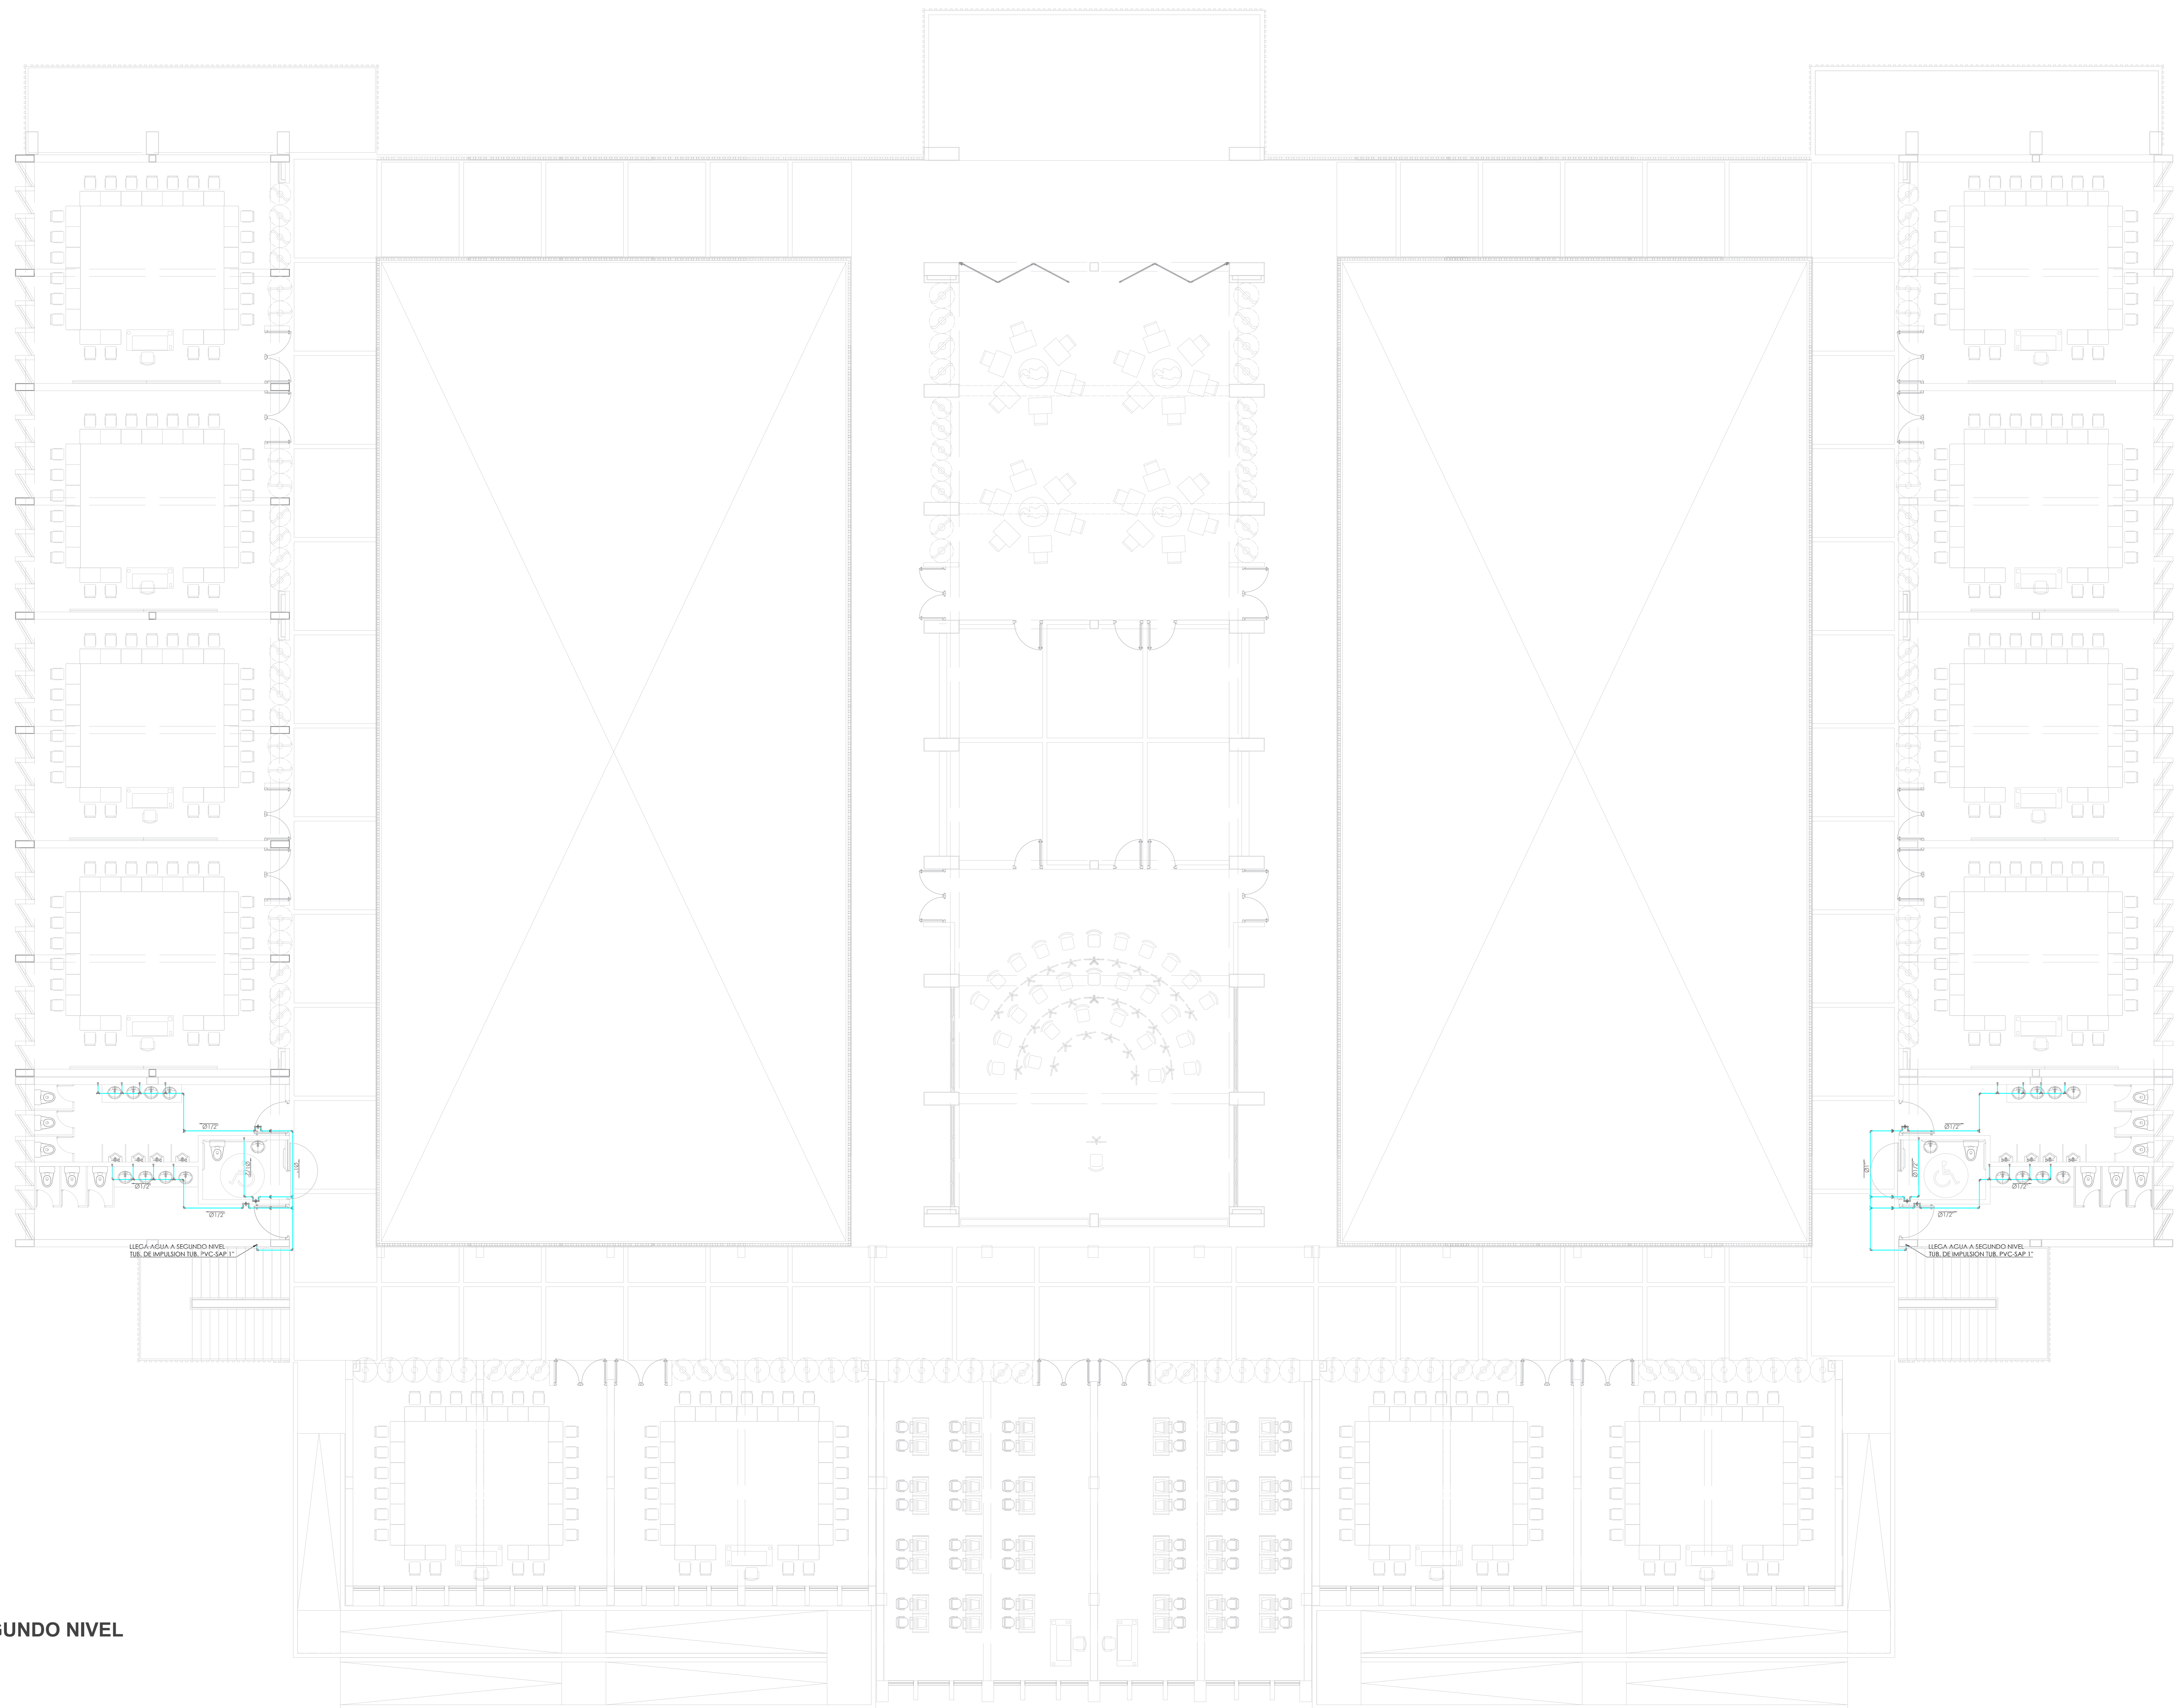 Ø1/2"
Ø1"
Ø1/2"
Ø1/2"
Ø1/2"
LLEGA AGUA A SEGUNDO NIVEL
TUB. DE IMPULSION TUB. PVC-SAP 1"
Ø1/2"
Ø1"
Ø1/2"
Ø1/2"
Ø1/2"
LLEGA AGUA A SEGUNDO NIVEL
TUB. DE IMPULSION TUB. PVC-SAP 1"
GUNDO NIVEL